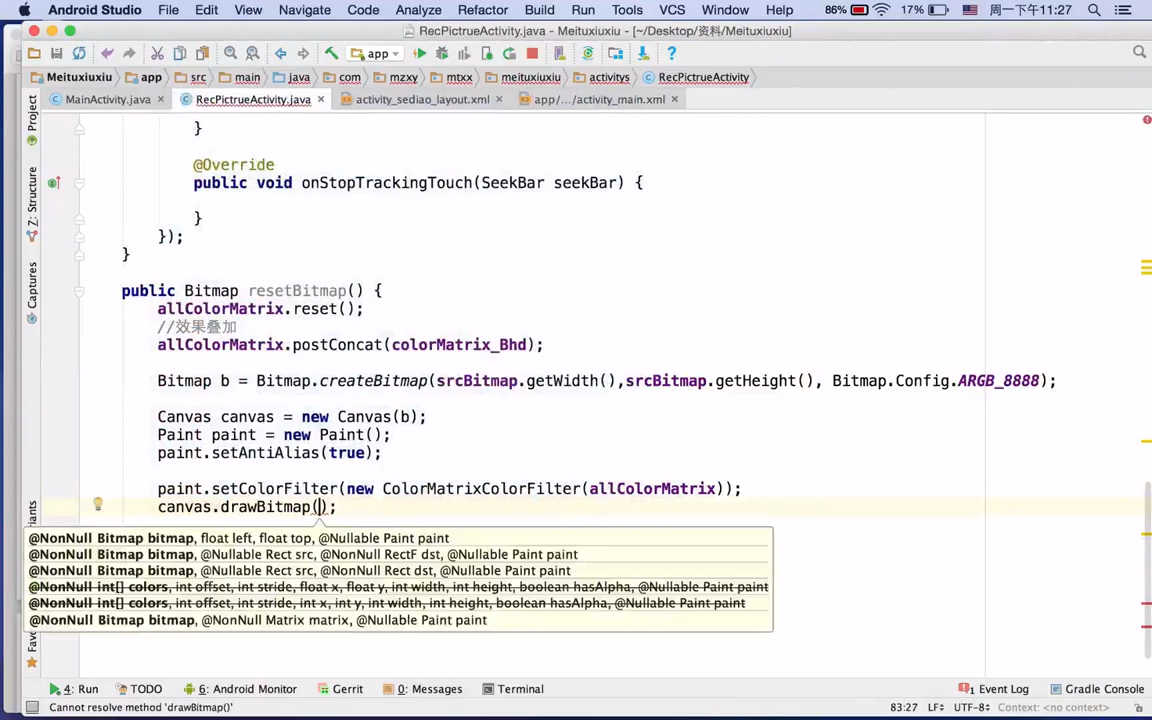 Android Studio File Edit View Navigate Code Analyze Refactor Build Run Tools VCS Window Help 86% 17% 周一下午11:27
RecPictrueActivity.java - Meituxiuxiu - [~/Desktop/资料/Meituxiuxiu]
app
Meituxiuxiu app src main java com mzxy mtxx meituxiuxiu activitys RecPictrueActivity
MainActivity.java RecPictrueActivity.java activity_sediao_layout.xml app/.../activity_main.xml
Project
Z: Structure
Captures
}
@Override
public void onStopTrackingTouch(SeekBar seekBar) {
}
});
}
public Bitmap resetBitmap() {
allColorMatrix.reset();
//效果叠加
allColorMatrix.postConcat(colorMatrix_Bhd);
Bitmap b = Bitmap.createBitmap(srcBitmap.getWidth(),srcBitmap.getHeight(), Bitmap.Config.ARGB_8888);
Canvas canvas = new Canvas(b);
Paint paint = new Paint();
paint.setAntiAlias(true);
paint.setColorFilter(new ColorMatrixColorFilter(allColorMatrix));
canvas.drawBitmap();
@NonNull Bitmap bitmap, float left, float top, @Nullable Paint paint
@NonNull Bitmap bitmap, @Nullable Rect src, @NonNull RectF dst, @Nullable Paint paint
@NonNull Bitmap bitmap, @Nullable Rect src, @NonNull Rect dst, @Nullable Paint paint
@NonNull int[] colors, int offset, int stride, float x, float y, int width, int height, boolean hasAlpha, @Nullable Paint paint
@NonNull int[] colors, int offset, int stride, int x, int y, int width, int height, boolean hasAlpha, @Nullable Paint paint
@NonNull Bitmap bitmap, @NonNull Matrix matrix, @Nullable Paint paint
4: Run TODO 6: Android Monitor Gerrit 0: Messages Terminal 1 Event Log Gradle Console
Cannot resolve method 'drawBitmap()' 83:27 LF UTF-8 Context: <no context>